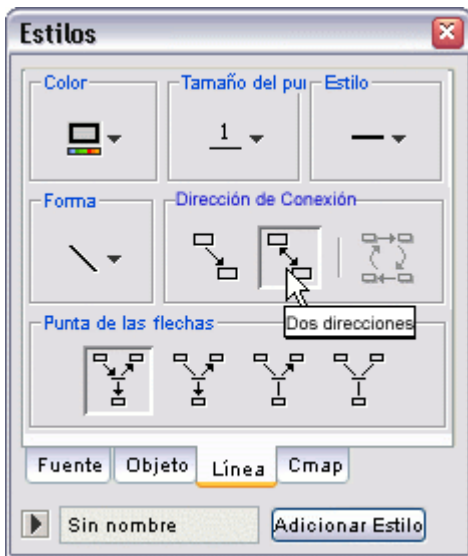 Estilos
Color
Tamaño del pu
Estilo
1
Forma
Dirección de Conexión
Dos direcciones
Punta de las flechas
Fuente
Objeto
Línea
Cmap
Sin nombre
Adicionar Estilo